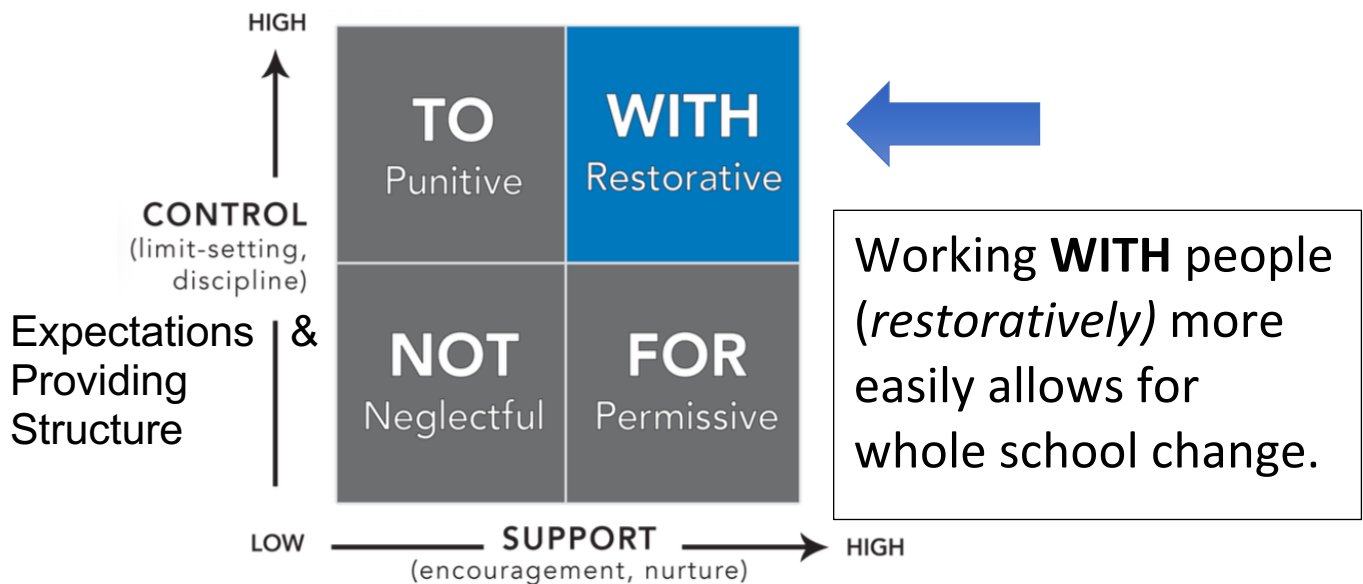 HIGH
TO
Punitive
WITH
Restorative
CONTROL
(limit-setting,
discipline)
Expectations &
Providing
Structure
NOT
Neglectful
FOR
Permissive
Working WITH people
(restoratively) more
easily allows for
whole school change.
LOW
SUPPORT
(encouragement, nurture)
HIGH